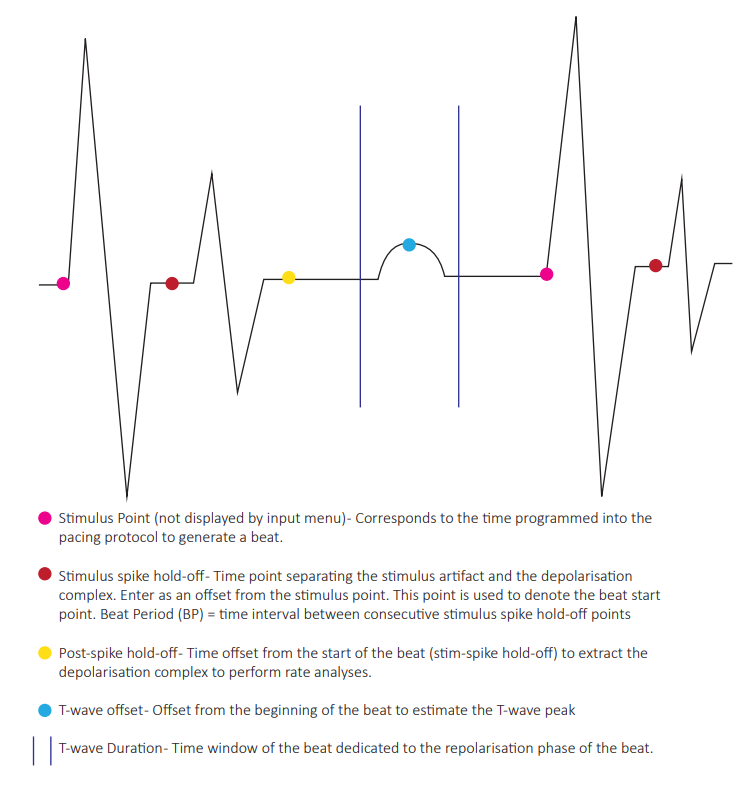 Stimulus Point (not displayed by input menu)- Corresponds to the time programmed into the
pacing protocol to generate a beat.
Stimulus spike hold-off- Time point separating the stimulus artifact and the depolarisation
complex. Enter as an offset from the stimulus point. This point is used to denote the beat start
point. Beat Period (BP) = time interval between consecutive stimulus spike hold-off points
Post-spike hold-off- Time offset from the start of the beat (stim-spike hold-off) to extract the
depolarisation complex to perform rate analyses.
T-wave offset- Offset from the beginning of the beat to estimate the T-wave peak
T-wave Duration- Time window of the beat dedicated to the repolarisation phase of the beat.